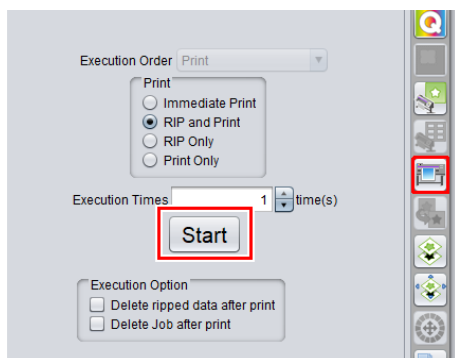 Execution Order Print
Print
Immediate Print
RIP and Print
RIP Only
Print Only
Execution Times 1 time(s)
Start
Execution Option
Delete ripped data after print
Delete Job after print